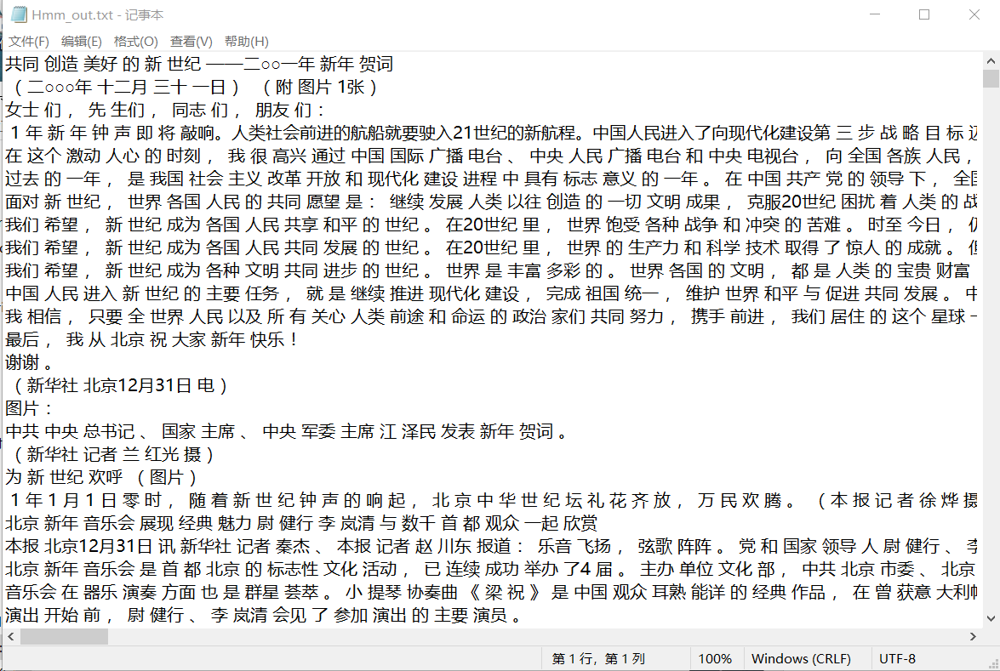 Hmm_out.txt - 记事本
文件(F) 编辑(E) 格式(O) 查看(V) 帮助(H)
共同 创造 美好 的 新 世纪 ——二○○一年 新年 贺词
（ 二○○○年 十二月 三十 一日 ） （ 附 图片 1张 ）
女士 们 ， 先 生们 ， 同志 们 ， 朋友 们 ：
１ 年 新 年 钟 声 即 将 敲响。人类社会前进的航船就要驶入21世纪的新航程。中国人民进入了向现代化建设第 三 步 战 略 目 标 迈
在 这个 激动 人心 的 时刻 ， 我 很 高兴 通过 中国 国际 广播 电台 、 中央 人民 广播 电台 和 中央 电视台 ， 向 全国 各族 人民 ，
过去 的 一年 ， 是 我国 社会 主义 改革 开放 和 现代化 建设 进程 中 具有 标志 意义 的 一年 。 在 中国 共产 党 的 领导 下 ， 全国
面对 新 世纪 ， 世界 各国 人民 的 共同 愿望 是 ： 继续 发展 人类 以往 创造 的 一切 文明 成果 ， 克服20世纪 困扰 着 人类 的 战
我们 希望 ， 新 世纪 成为 各国 人民 共享 和平 的 世纪 。 在20世纪 里 ， 世界 饱受 各种 战争 和 冲突 的 苦难 。 时至 今日 ，
我们 希望 ， 新 世纪 成为 各国 人民 共同 发展 的 世纪 。 在20世纪 里 ， 世界 的 生产力 和 科学 技术 取得 了 惊人 的 成就 。 但
我们 希望 ， 新 世纪 成为 各种 文明 共同 进步 的 世纪 。 世界 是 丰富 多彩 的 。 世界 各国 的 文明 ， 都 是 人类 的 宝贵 财富
中国 人民 进入 新 世纪 的 主要 任务 ， 就 是 继续 推进 现代化 建设 ， 完成 祖国 统一 ， 维护 世界 和平 与 促进 共同 发展 。 中
我 相信 ， 只要 全 世界 人民 以及 所 有 关心 人类 前途 和 命运 的 政治 家们 共同 努力 ， 携手 前进 ， 我们 居住 的 这个 星球
最后 ， 我 从 北京 祝 大家 新年 快乐 ！
谢谢 。
（ 新华社 北京12月31日 电 ）
图片 ：
中共 中央 总书记 、 国家 主席 、 中央 军委 主席 江 泽民 发表 新年 贺词 。
（ 新华社 记者 兰 红光 摄 ）
为 新 世纪 欢呼 （ 图片 ）
１ 年 １ 月 １ 日 零 时 ， 随 着 新 世 纪 钟 声 的 响 起 ， 北 京 中 华 世 纪 坛 礼 花 齐 放 ， 万 民 欢 腾 。 （ 本 报 记 者 徐 烨 摄
北京 新年 音乐会 展现 经典 魅力 尉 健行 李 岚清 与 数千 首 都 观众 一起 欣赏
本报 北京12月31日 讯 新华社 记者 秦杰 、 本报 记者 赵 川东 报道 ： 乐音 飞扬 ， 弦歌 阵阵 。 党 和 国家 领导 人 尉 健行 、 李
北京 新年 音乐会 是 首 都 北京 的 标志性 文化 活动 ， 已 连续 成功 举办 了4 届 。 主办 单位 文化 部 ， 中共 北京 市委 、 北京
音乐会 在 器乐 演奏 方面 也 是 群星 荟萃 。 小 提琴 协奏曲 《 梁 祝 》 是 中国 观众 耳熟 能详 的 经典 作品 ， 在 曾 获意 大利帕
演出 开始 前 ， 尉 健行 、 李 岚清 会见 了 参加 演出 的 主要 演员 。
第 1 行，第 1 列 100% Windows (CRLF) UTF-8